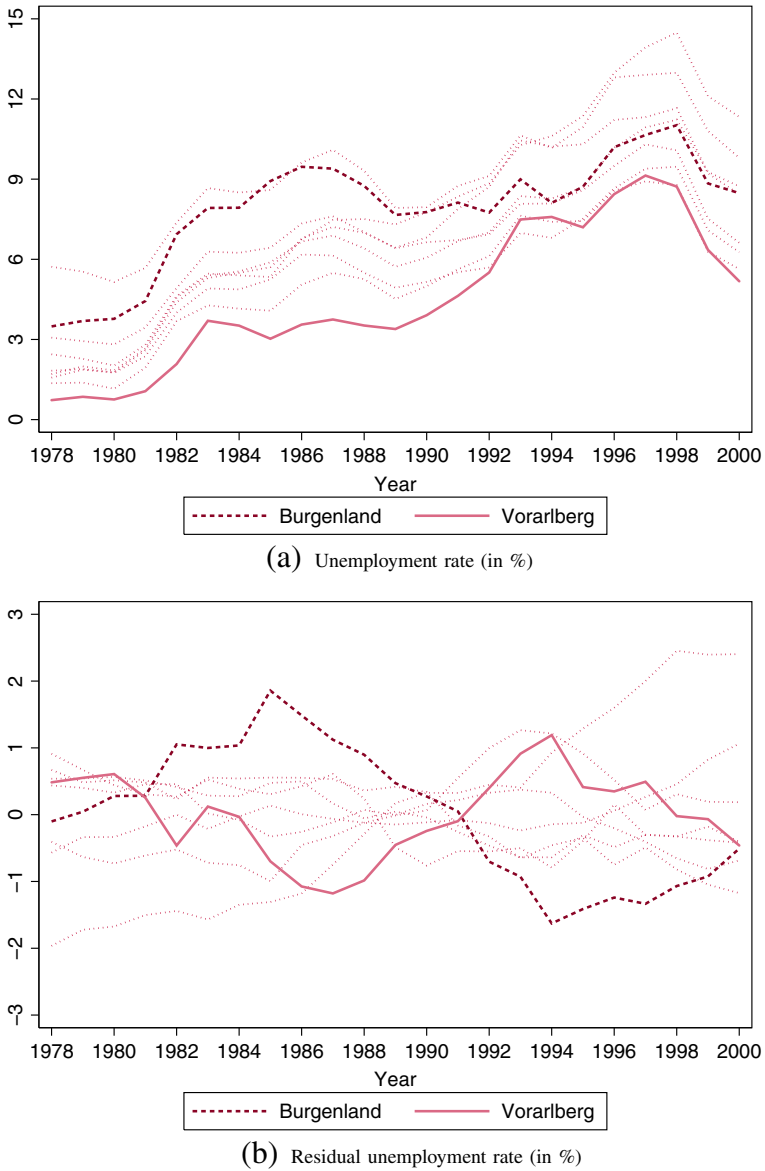 15
12
9
6
3
0
1978 1980 1982 1984 1986 1988 1990 1992 1994 1996 1998 2000
Year
Burgenland Vorarlberg
(a) Unemployment rate (in %)
3
2
1
0
−1
−2
−3
1978 1980 1982 1984 1986 1988 1990 1992 1994 1996 1998 2000
Year
Burgenland Vorarlberg
(b) Residual unemployment rate (in %)